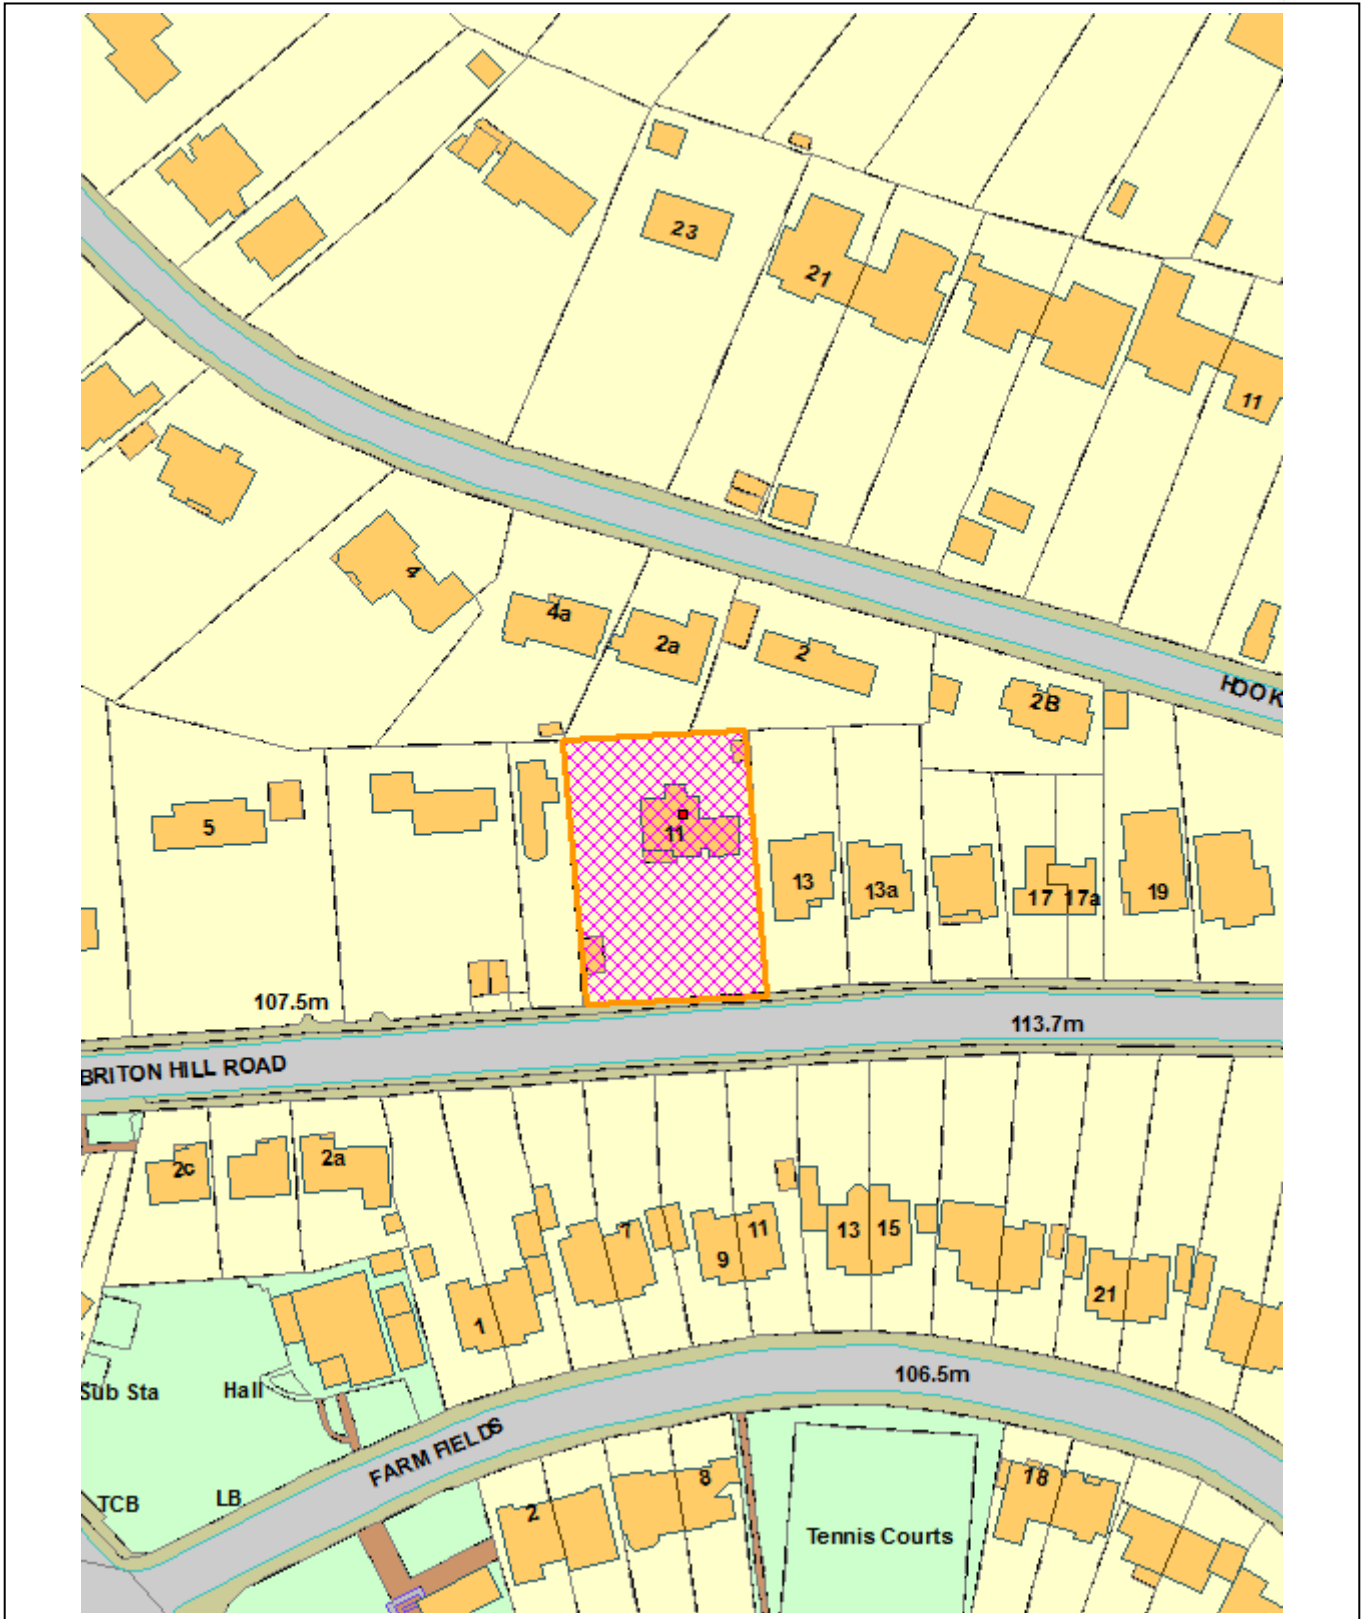 23
21
11
4
4a
2a
2
2B
HOOK
5
11
13
13a
17
17a
19
107.5m
113.7m
BRITON HILL ROAD
2c
2a
7
11
9
13
15
1
21
Sub Sta
Hall
106.5m
FARM FIELDS
8
18
TCB
LB
2
Tennis Courts